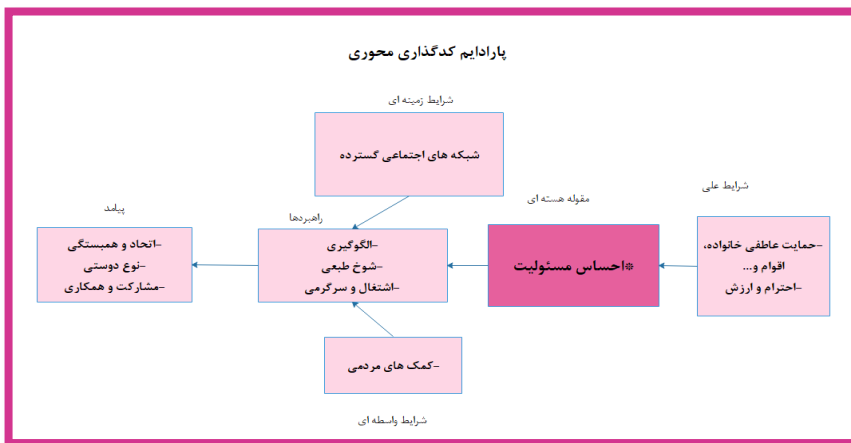 پارادایم کدگذاری محوری
شرایط زمینه ای
شبکه های اجتماعی گسترده
شرایط علی
-حمایت عاطفی خانواده،
اقوام و...
-احترام و ارزش
مقوله هسته ای
*احساس مسئولیت
راهبردها
-الگوگیری
-شوخ طبعی
-اشتغال و سرگرمی
پیامد
-اتحاد و همبستگی
-نوع دوستی
-مشارکت و همکاری
-کمک های مردمی
شرایط واسطه ای